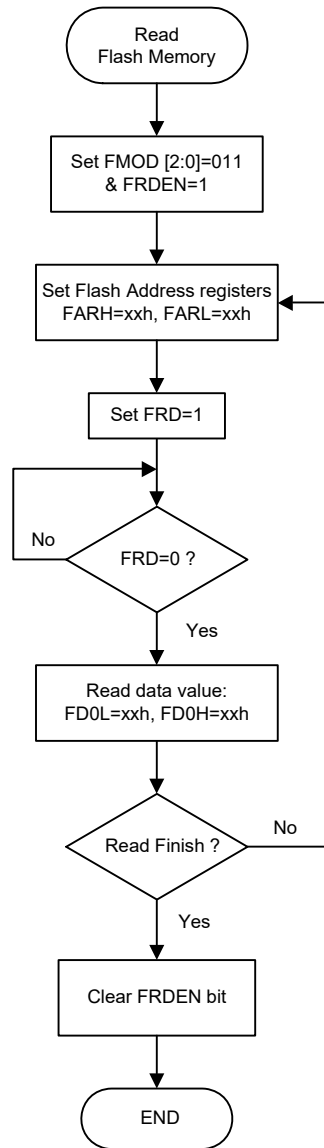 Read
Flash Memory
Set FMOD [2:0]=011
& FRDEN=1
Set Flash Address registers
FARH=xxh, FARL=xxh
Set FRD=1
No
FRD=0 ?
Yes
Read data value:
FD0L=xxh, FD0H=xxh
Read Finish ?
No
Yes
Clear FRDEN bit
END